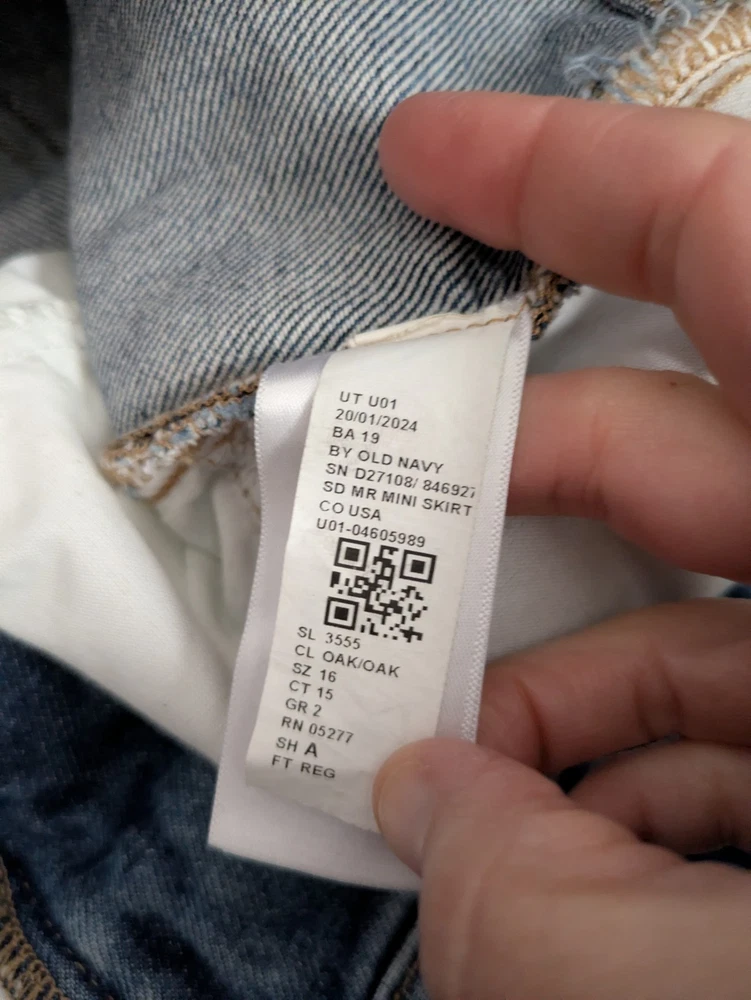 UT U01
20/01/2024
BA 19
BY OLD NAVY
SN D27108/ 846927
SD MR MINI SKIRT
CO USA
U01-04605989
SL 3555
CL OAK/OAK
SZ 16
CT 15
GR 2
RN 05277
SH A
FT REG